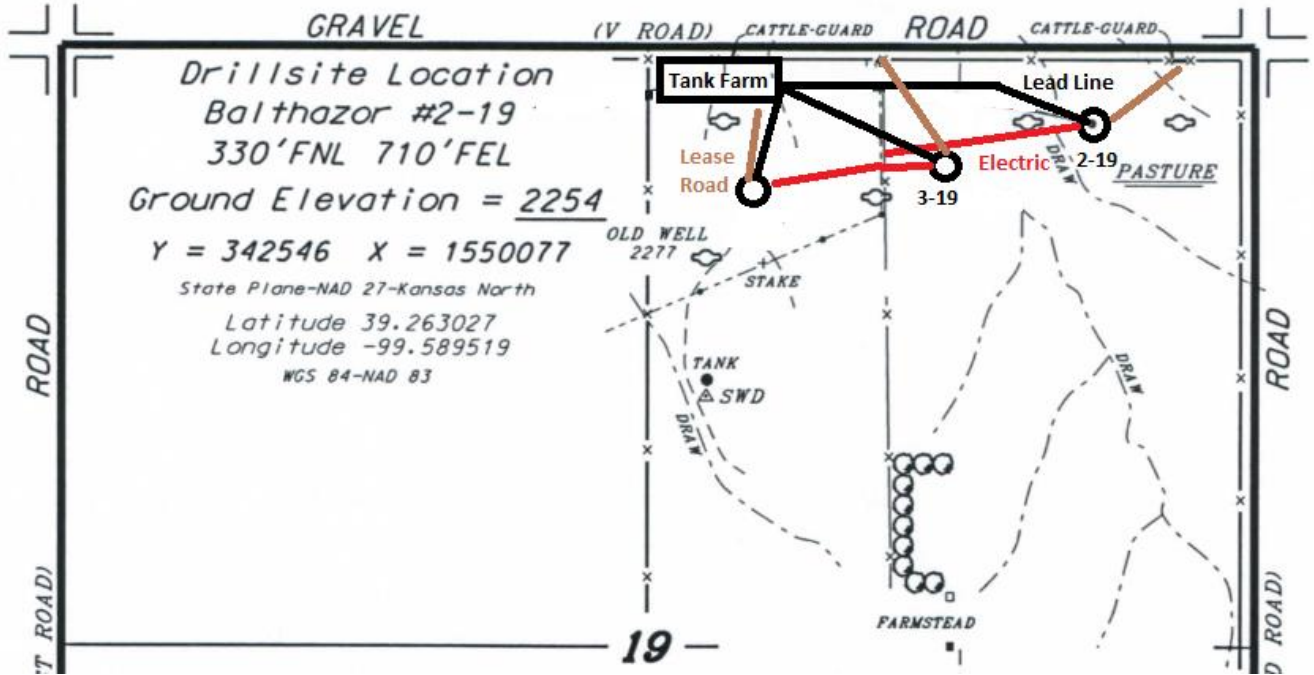 GRAVEL (V ROAD) CATTLE-GUARD ROAD CATTLE-GUARD
Drillsite Location
Balthazor #2-19
330'FNL 710'FEL
Ground Elevation = 2254
Y = 342546 X = 1550077
State Plane-NAD 27-Kansas North
Latitude 39.263027
Longitude -99.589519
WGS 84-NAD 83
Tank Farm
Lead Line
Lease
Road
Electric
2-19
3-19
DRAW
PASTURE
OLD WELL
2277
STAKE
ROAD
ROAD
TANK
SWD
DRAW
DRAW
FARMSTEAD
19
ROAD)
ROAD)